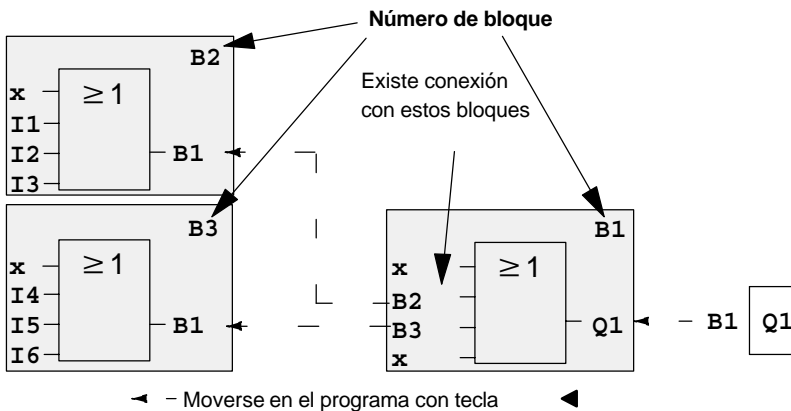 Número de bloque
B2
≥1
x
I1
I2
I3
B1
Existe conexión
con estos bloques
B3
≥1
x
I4
I5
I6
B1
B1
≥1
x
B2
B3
x
Q1
B1
Q1
Moverse en el programa con tecla